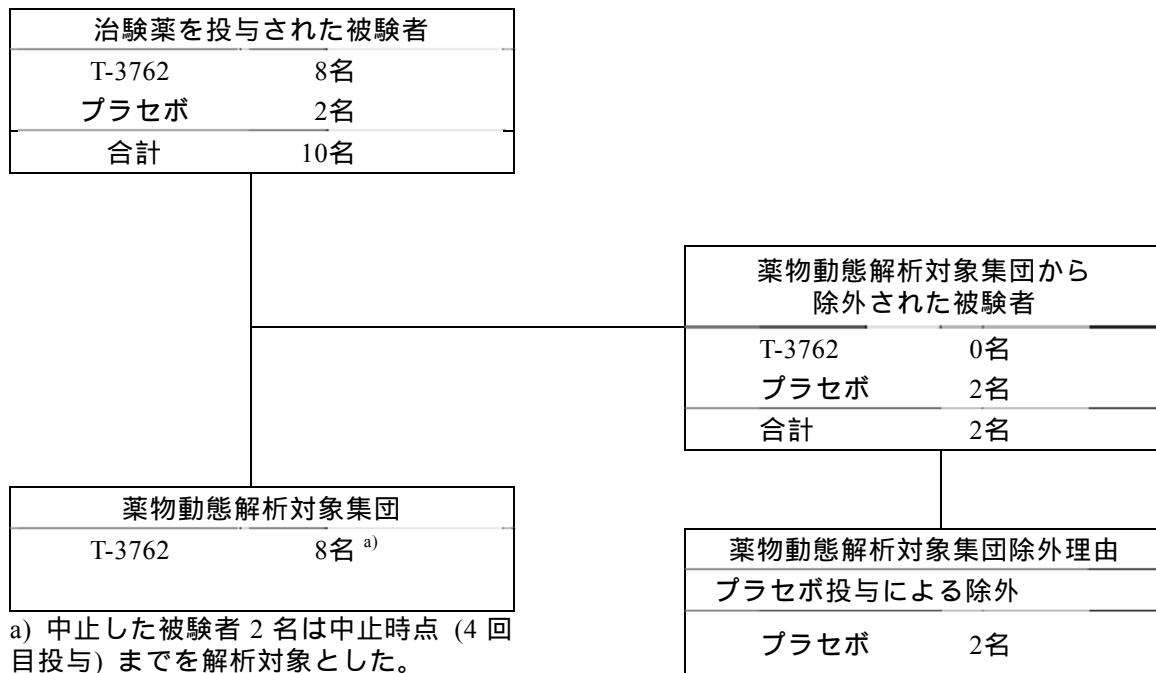 治験薬を投与された被験者
T-3762 8名
プラセボ 2名
合計 10名
薬物動態解析対象集団から
除外された被験者
T-3762 0名
プラセボ 2名
合計 2名
薬物動態解析対象集団
T-3762 8名 a)
a) 中止した被験者 2 名は中止時点 (4 回
目投与) までを解析対象とした。
薬物動態解析対象集団除外理由
プラセボ投与による除外
プラセボ 2名